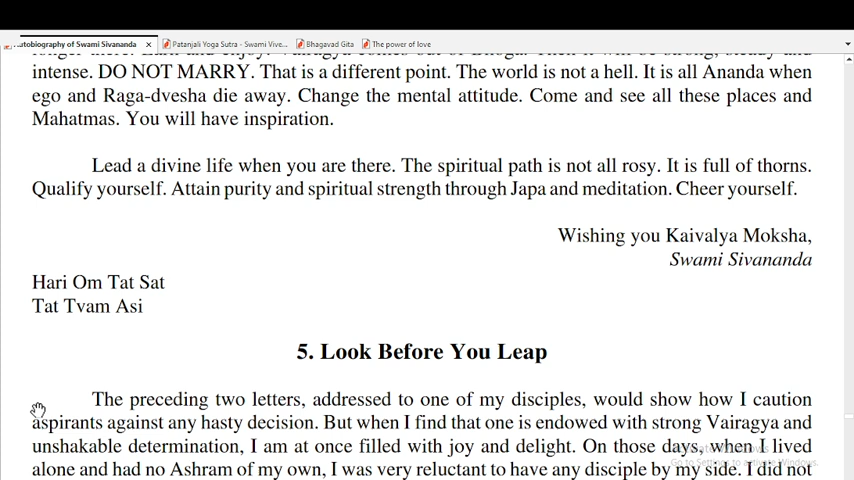 utobiography of Swami Sivananda × Patanjali Yoga Sutra - Swami Vive... Bhagavad Gita The power of love
intense. DO NOT MARRY. That is a different point. The world is not a hell. It is all Ananda when
ego and Raga-dvesha die away. Change the mental attitude. Come and see all these places and
Mahatmas. You will have inspiration.
Lead a divine life when you are there. The spiritual path is not all rosy. It is full of thorns.
Qualify yourself. Attain purity and spiritual strength through Japa and meditation. Cheer yourself.
Wishing you Kaivalya Moksha,
Swami Sivananda
Hari Om Tat Sat
Tat Tvam Asi
5. Look Before You Leap
The preceding two letters, addressed to one of my disciples, would show how I caution
aspirants against any hasty decision. But when I find that one is endowed with strong Vairagya and
unshakable determination, I am at once filled with joy and delight. On those days, when I lived
alone and had no Ashram of my own, I was very reluctant to have any disciple by my side. I did not
Go to Settings to activate Windows.